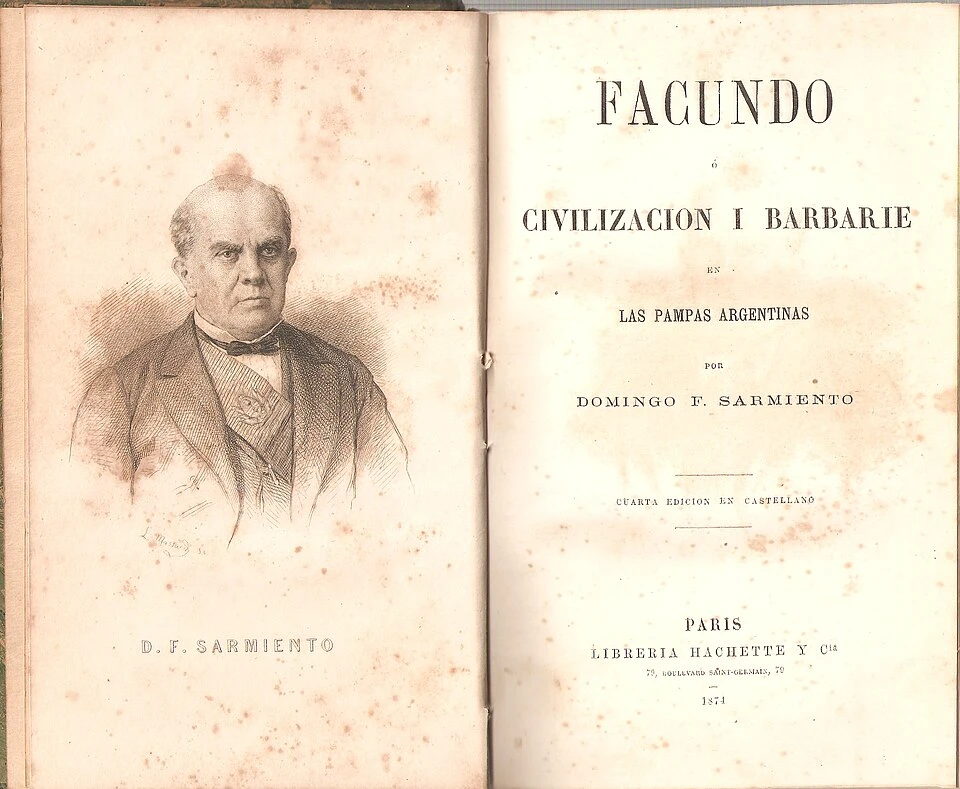 D. F. SARMIENTO
FACUNDO
Ó
CIVILIZACION I BARBARIE
EN
LAS PAMPAS ARGENTINAS
POR
DOMINGO F. SARMIENTO
CUARTA EDICION EN CASTELLANO
PARIS
LIBRERIA HACHETTE Y Cia
79, BOULEVARD SAINT-GERMAIN, 79
1874